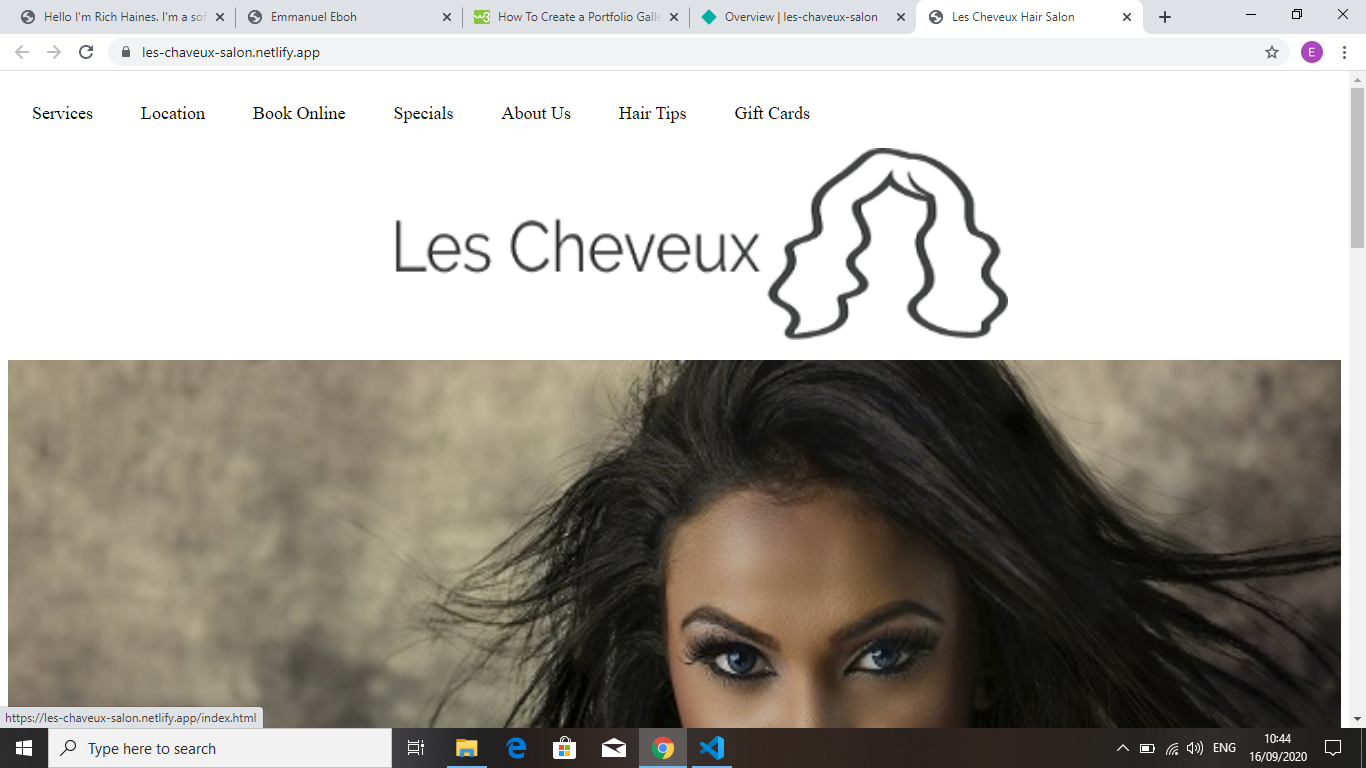 Hello I'm Rich Haines. I'm a sof
Emmanuel Eboh
How To Create a Portfolio Galle
Overview | les-chaveux-salon
Les Cheveux Hair Salon
les-chaveux-salon.netlify.app
E
Services Location Book Online Specials About Us Hair Tips Gift Cards
Les Cheveux
https://les-chaveux-salon.netlify.app/index.html
Type here to search
ENG
10:44
16/09/2020